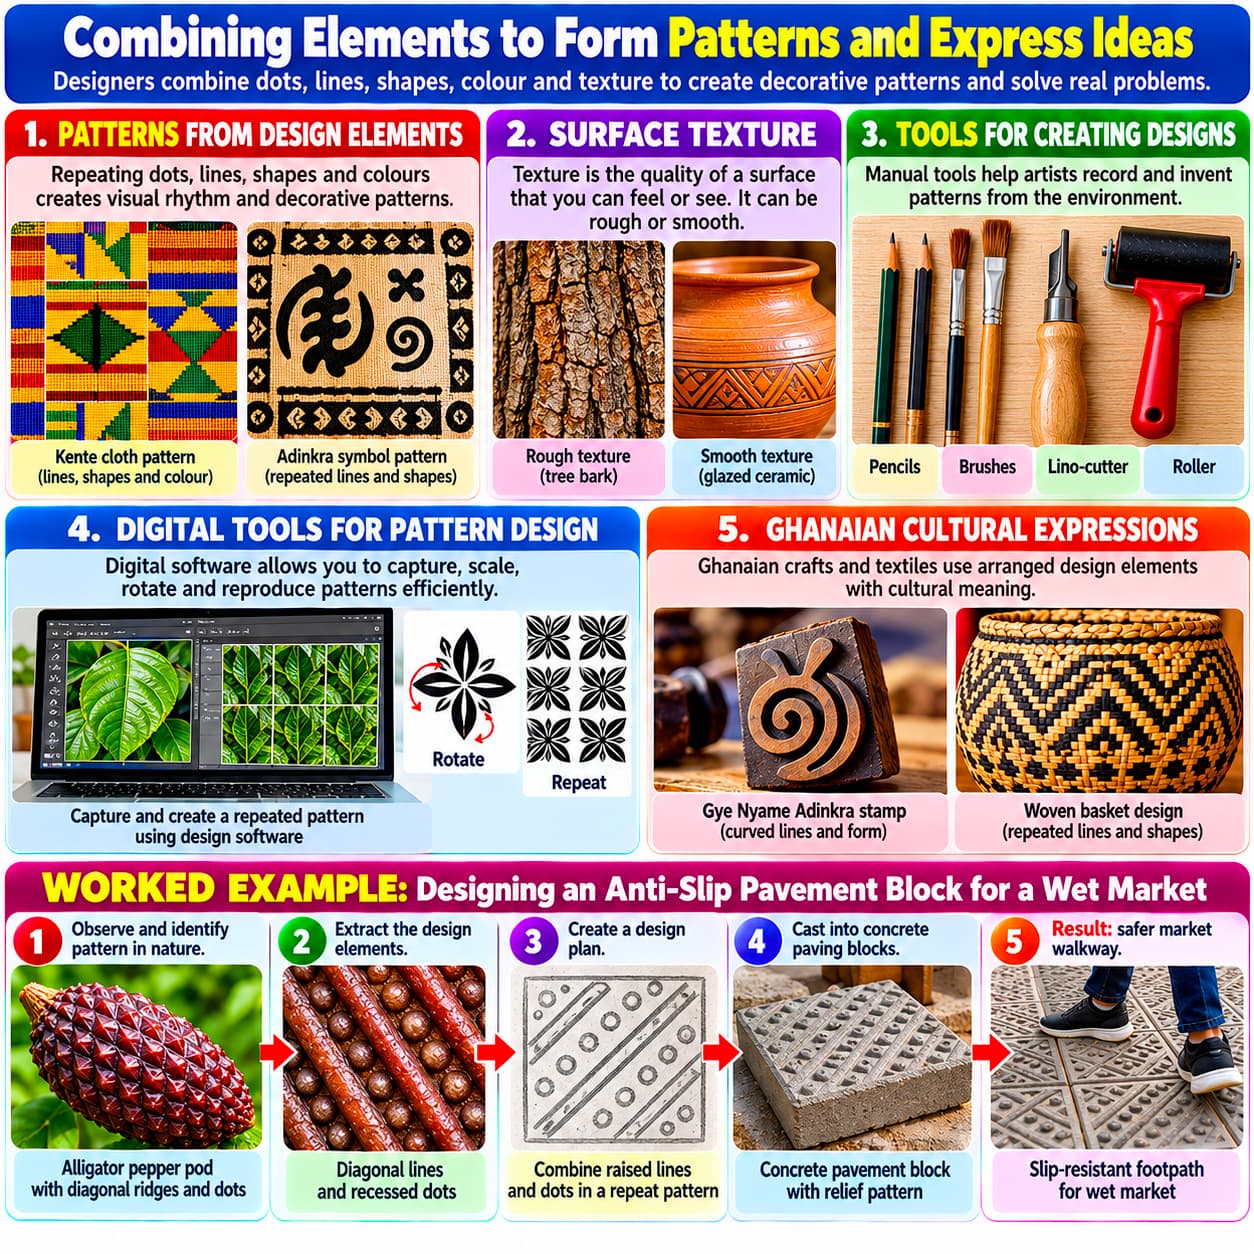 Combining Elements to Form Patterns and Express Ideas
Designers combine dots, lines, shapes, colour and texture to create decorative patterns and solve real problems.
1. PATTERNS FROM DESIGN ELEMENTS
Repeating dots, lines, shapes and colours
creates visual rhythm and decorative patterns.
Kente cloth pattern
(lines, shapes and colour)
Adinkra symbol pattern
(repeated lines and shapes)
2. SURFACE TEXTURE
Texture is the quality of a surface
that you can feel or see. It can be
rough or smooth.
Rough texture
(tree bark)
Smooth texture
(glazed ceramic)
3. TOOLS FOR CREATING DESIGNS
Manual tools help artists record and invent
patterns from the environment.
Pencils
Brushes
Lino-cutter
Roller
4. DIGITAL TOOLS FOR PATTERN DESIGN
Digital software allows you to capture, scale,
rotate and reproduce patterns efficiently.
Rotate
Repeat
Capture and create a repeated pattern
using design software
5. GHANAIAN CULTURAL EXPRESSIONS
Ghanaian crafts and textiles use arranged design elements
with cultural meaning.
Gye Nyame Adinkra stamp
(curved lines and form)
Woven basket design
(repeated lines and shapes)
WORKED EXAMPLE: Designing an Anti-Slip Pavement Block for a Wet Market
1
Observe and identify
pattern in nature.
Alligator pepper pod
with diagonal ridges and dots
2
Extract the design
elements.
Diagonal lines
and recessed dots
3
Create a design
plan.
Combine raised lines
and dots in a repeat pattern
4
Cast into concrete
paving blocks.
Concrete pavement block
with relief pattern
5
Result: safer market
walkway.
Slip-resistant footpath
for wet market